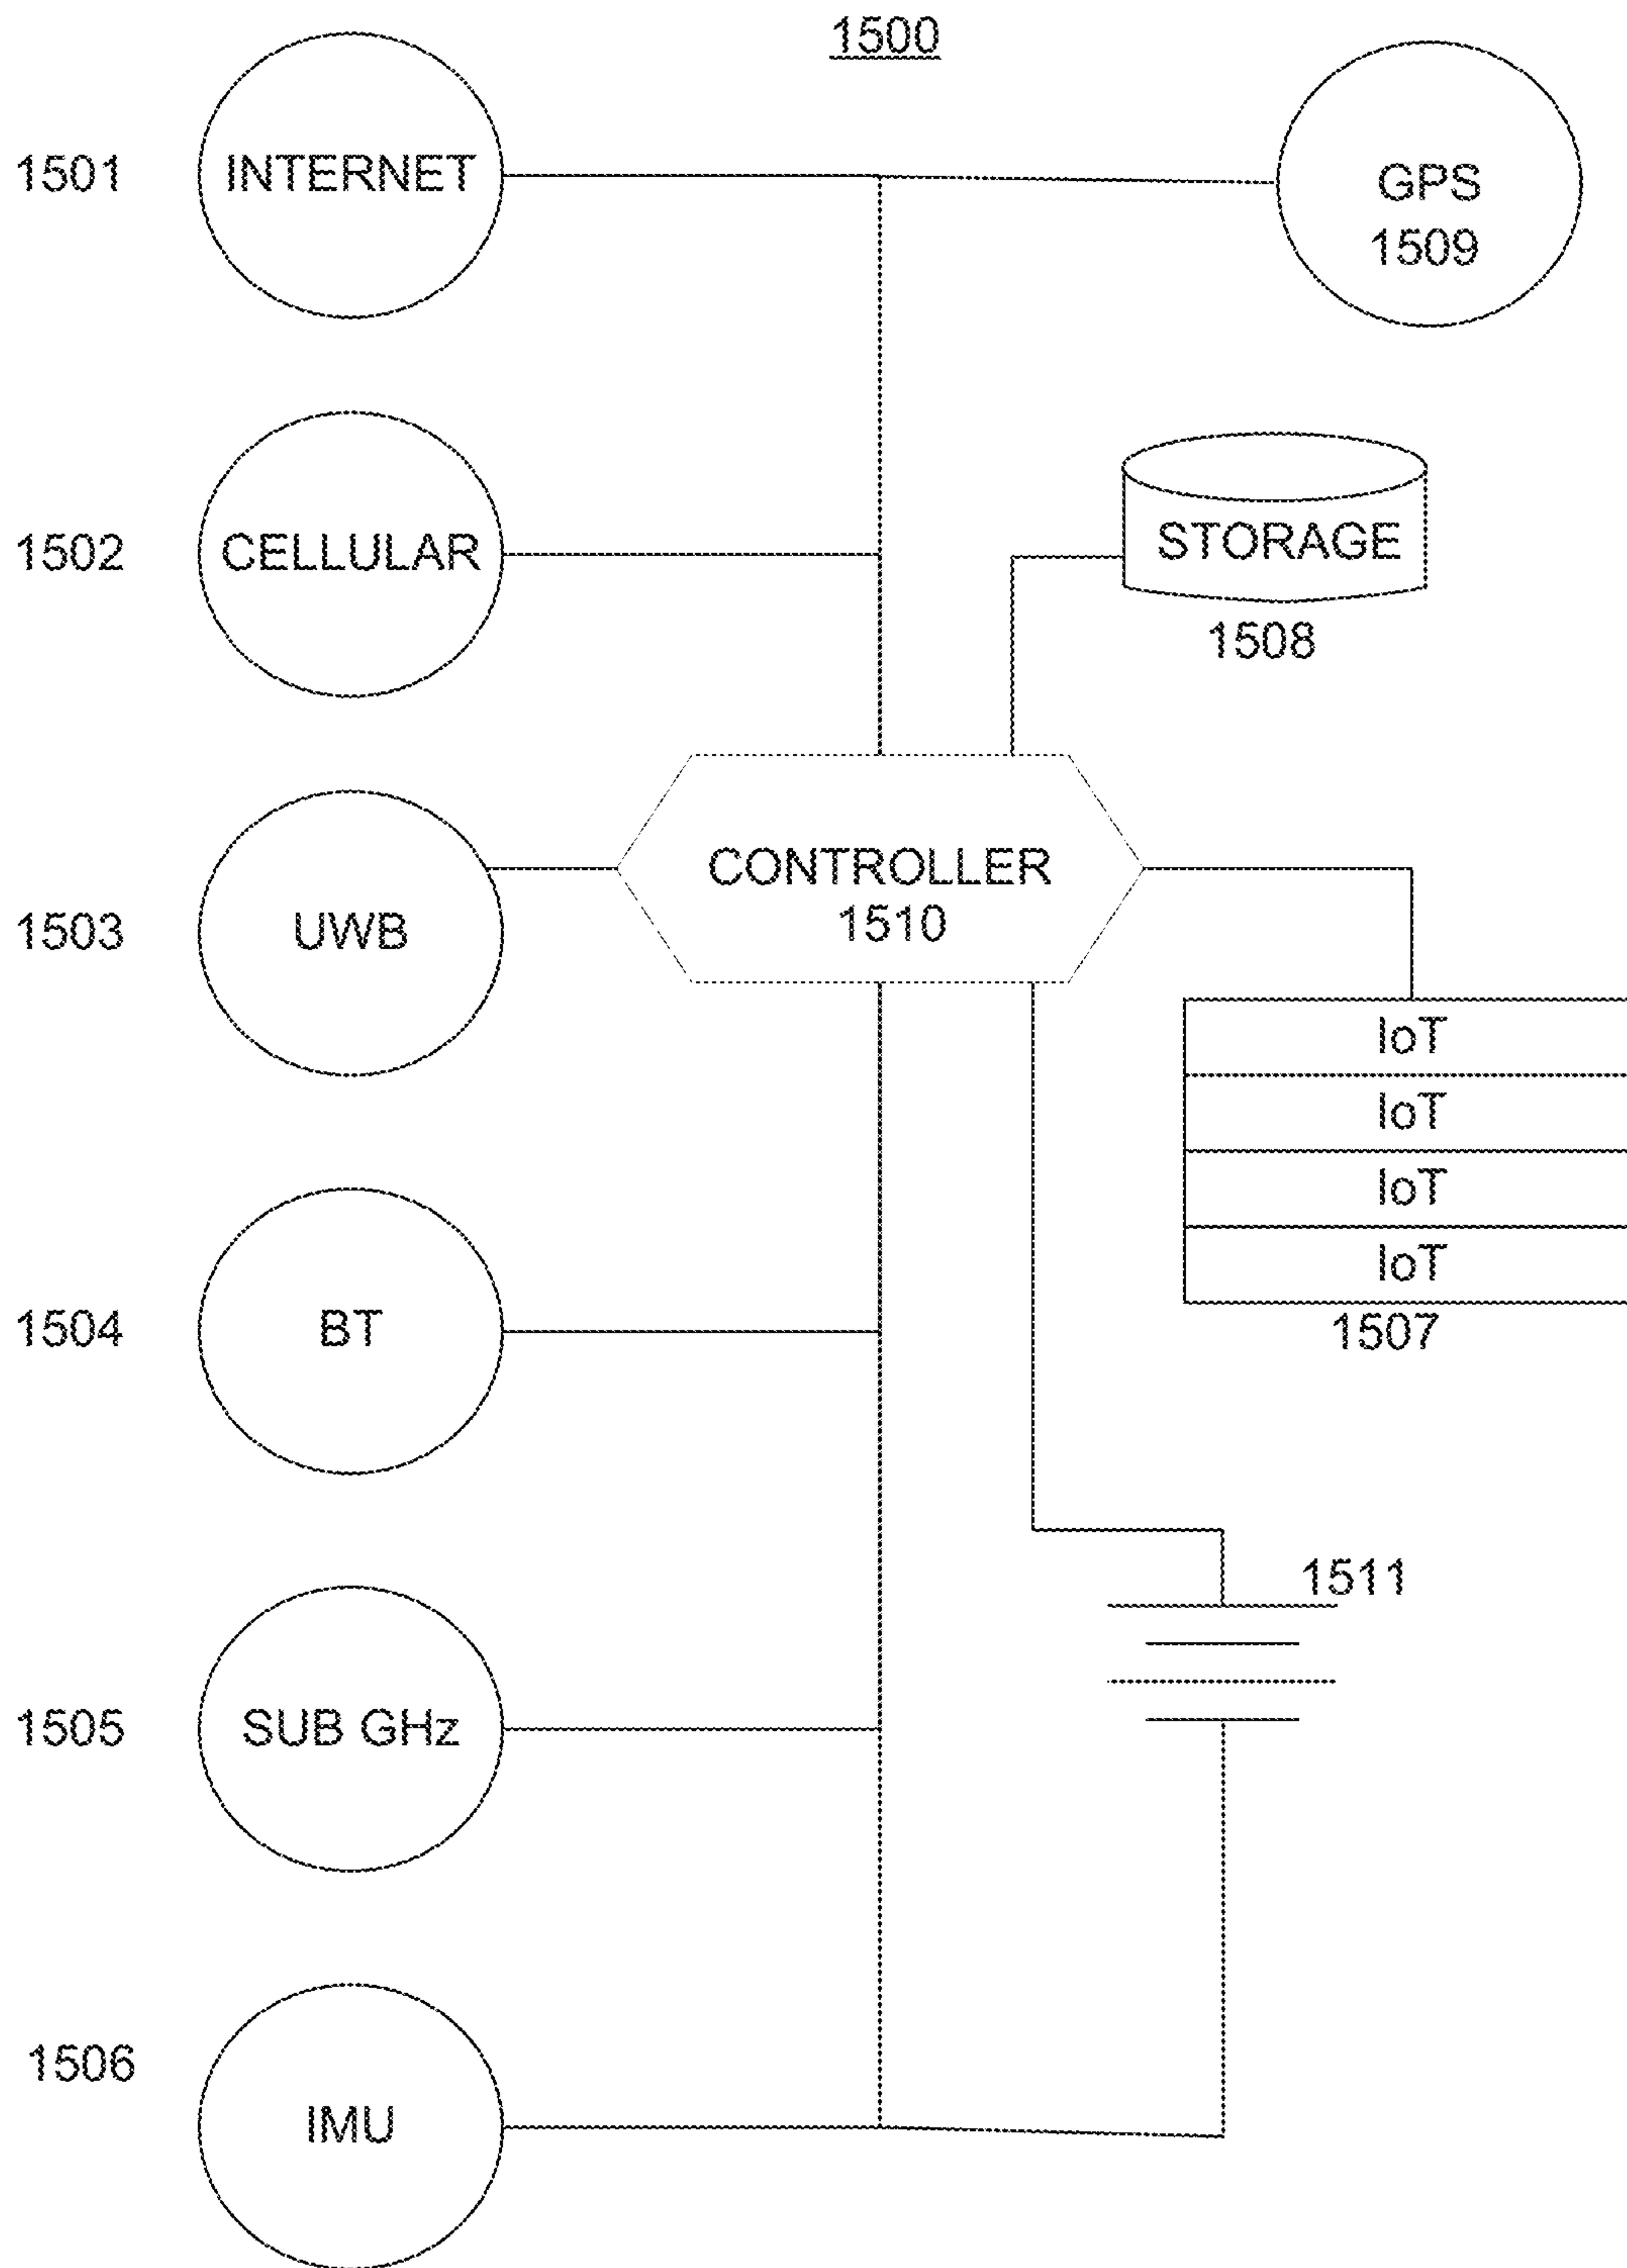 1500
1501
INTERNET
GPS
1509
1502
CELLULAR
STORAGE
1508
1503
UWB
CONTROLLER
1510
IoT
IoT
IoT
IoT
1507
1504
BT
1511
1505
SUB GHz
1506
IMU